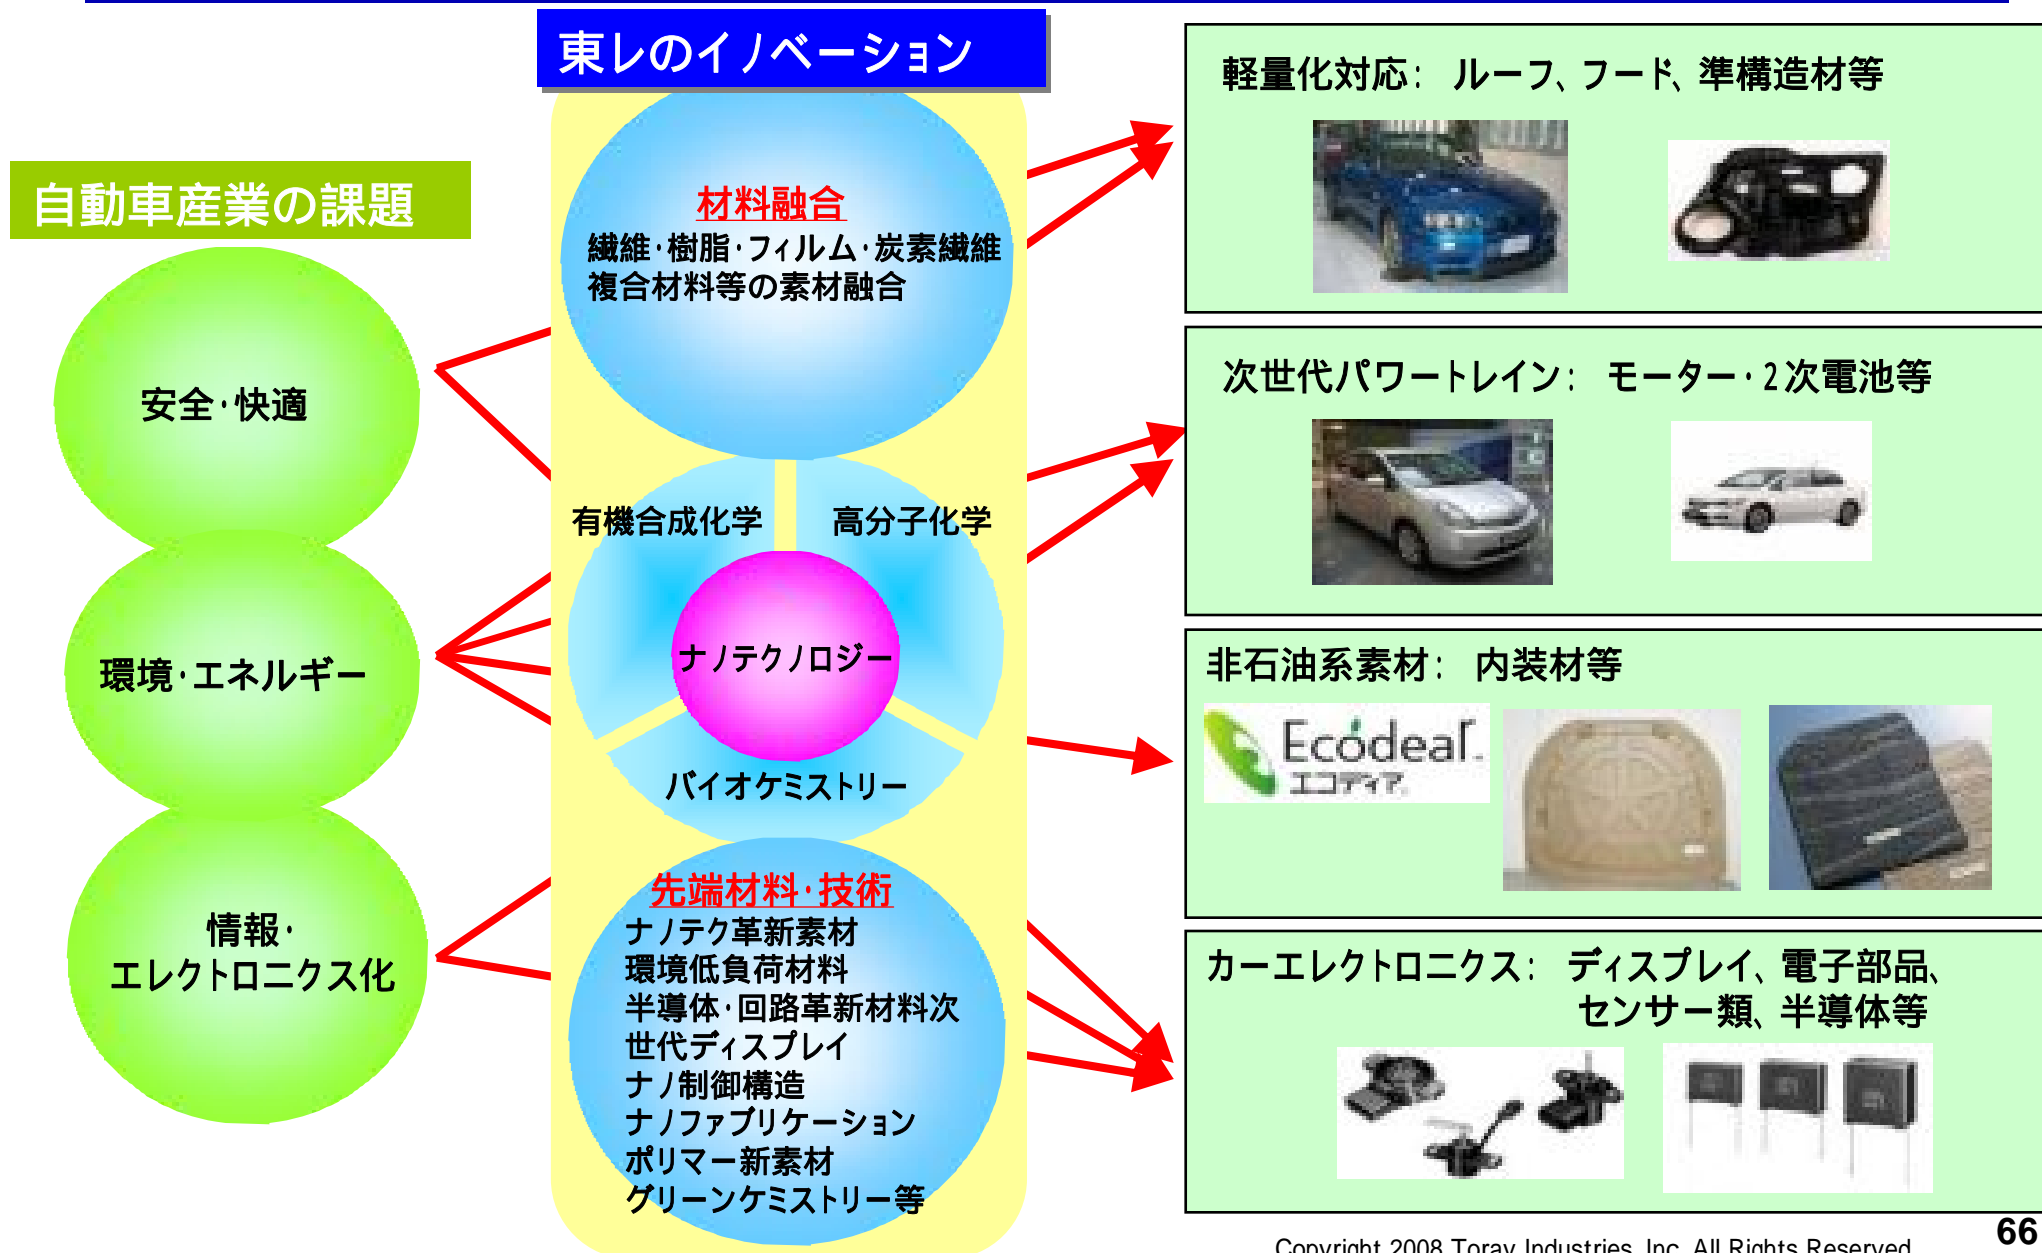 東レのイノベーション
自動車産業の課題
安全・快適
環境・エネルギー
情報・
エレクトロニクス化
材料融合
繊維・樹脂・フィルム・炭素繊維
複合材料等の素材融合
有機合成化学
高分子化学
ナノテクノロジー
バイオケミストリー
先端材料・技術
ナノテク革新素材
環境低負荷材料
半導体・回路革新材料次
世代ディスプレイ
ナノ制御構造
ナノファブリケーション
ポリマー新素材
グリーンケミストリー等
軽量化対応: ルーフ、フード、準構造材等
次世代パワートレイン: モーター・2次電池等
非石油系素材: 内装材等
Ecodear™
エコディア
カーエレクトロニクス: ディスプレイ、電子部品、
センサー類、半導体等
Copyright 2008 Toray Industries, Inc. All Rights Reserved
66